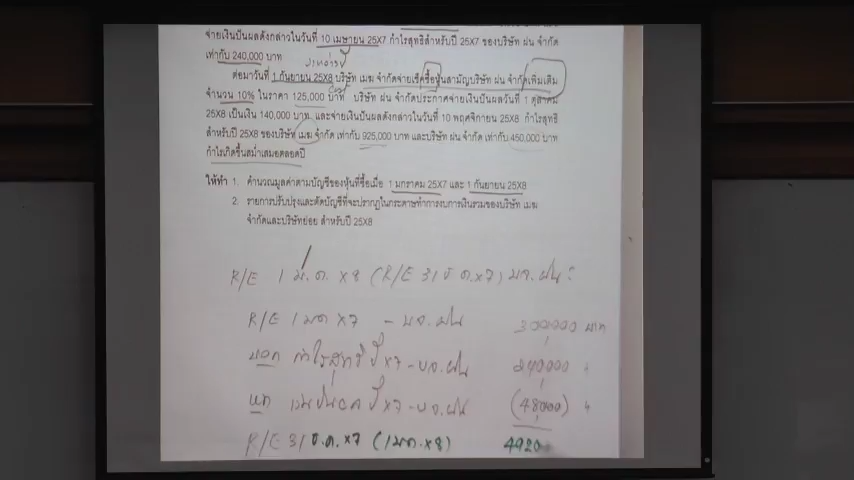 จ่ายเงินปันผลดังกล่าวในวันที่ 10 เมษายน 25X7 กำไรสุทธิสำหรับปี 25X7 ของบริษัท ฝน จำกัด
เท่ากับ 240,000 บาท
ต่อมาวันที่ 1 กันยายน 25X8 บริษัท เมฆ จำกัดจ่ายเช็คซื้อหุ้นสามัญบริษัท ฝน จำกัดเพิ่มเติม
จำนวน 10% ในราคา 125,000 บาท บริษัท ฝน จำกัดประกาศจ่ายเงินปันผลวันที่ 1 ตุลาคม
25X8 เป็นเงิน 140,000 บาท และจ่ายเงินปันผลดังกล่าวในวันที่ 10 พฤศจิกายน 25X8 กำไรสุทธิ
สำหรับปี 25X8 ของบริษัท เมฆ จำกัด เท่ากับ 925,000 บาท และบริษัท ฝน จำกัด เท่ากับ 450,000 บาท
กำไรเกิดขึ้นสม่ำเสมอตลอดปี
ให้ทำ 1. คำนวณมูลค่าตามบัญชีของหุ้นที่ซื้อเมื่อ 1 มกราคม 25X7 และ 1 กันยายน 25X8
2. รายการปรับปรุงและตัดบัญชีที่จะปรากฏในกระดาษทำการงบการเงินรวมของบริษัท เมฆ
จำกัดและบริษัทย่อย สำหรับปี 25X8
R/E 1 ม.ค. X8 (R/E 31 ธ.ค. X7) บจ.ฝน :
R/E 1 มค X7 - บจ.ฝน 300,000 บาท
บวก กำไรสุทธิ ปี X7 - บจ.ฝน 240,000 "
หัก เงินปันผล ปี X7 - บจ.ฝน (48,000) "
R/E 31 ธ.ค. X7 (1 มค. X8) 4920